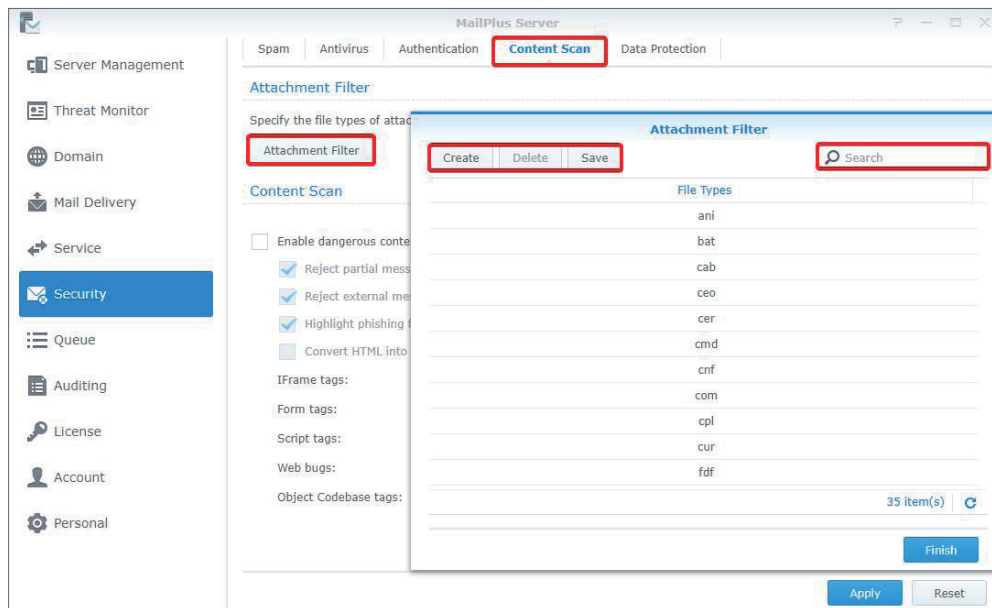 MailPlus Server
Server Management
Threat Monitor
Domain
Mail Delivery
Service
Security
Queue
Auditing
License
Account
Personal
Spam
Antivirus
Authentication
Content Scan
Data Protection
Attachment Filter
Specify the file types of
Attachment Filter
Content Scan
Enable dangerous
Reject partial
Reject external
Highlight phishing
Convert HTML into
IFrame tags:
Form tags:
Script tags:
Web bugs:
Object Codebase tags:
Attachment Filter
Create
Delete
Save
Search
File Types
ani
bat
cab
ceo
cer
cmd
cnf
com
cpl
cur
fdf
35 item(s)
Finish
Apply
Reset